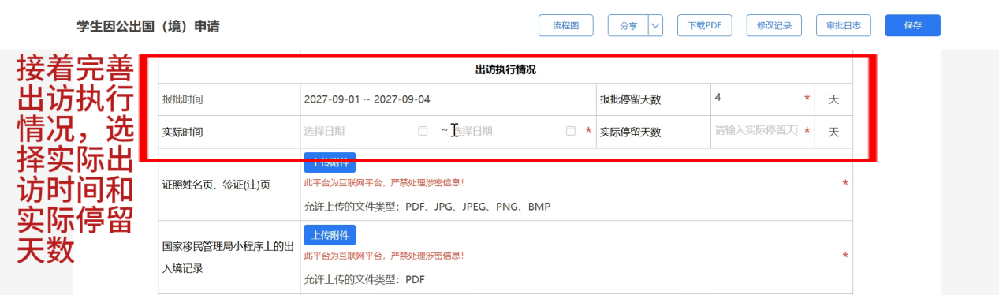 学生因公出国（境）申请
流程图
分享
下载PDF
修改记录
审批日志
保存
接着完善
出访执行
情况，选
择实际出
访时间和
实际停留
天数
出访执行情况
报批时间
2027-09-01 ~ 2027-09-04
报批停留天数
4
*
天
实际时间
选择日期
~
选择日期
*
实际停留天数
请输入实际停留天
*
天
证照姓名页、签证(注)页
上传附件
此平台为互联网平台，严禁处理涉密信息！
允许上传的文件类型：PDF、JPG、JPEG、PNG、BMP
*
国家移民管理局小程序上的出
入境记录
上传附件
此平台为互联网平台，严禁处理涉密信息！
允许上传的文件类型：PDF
*